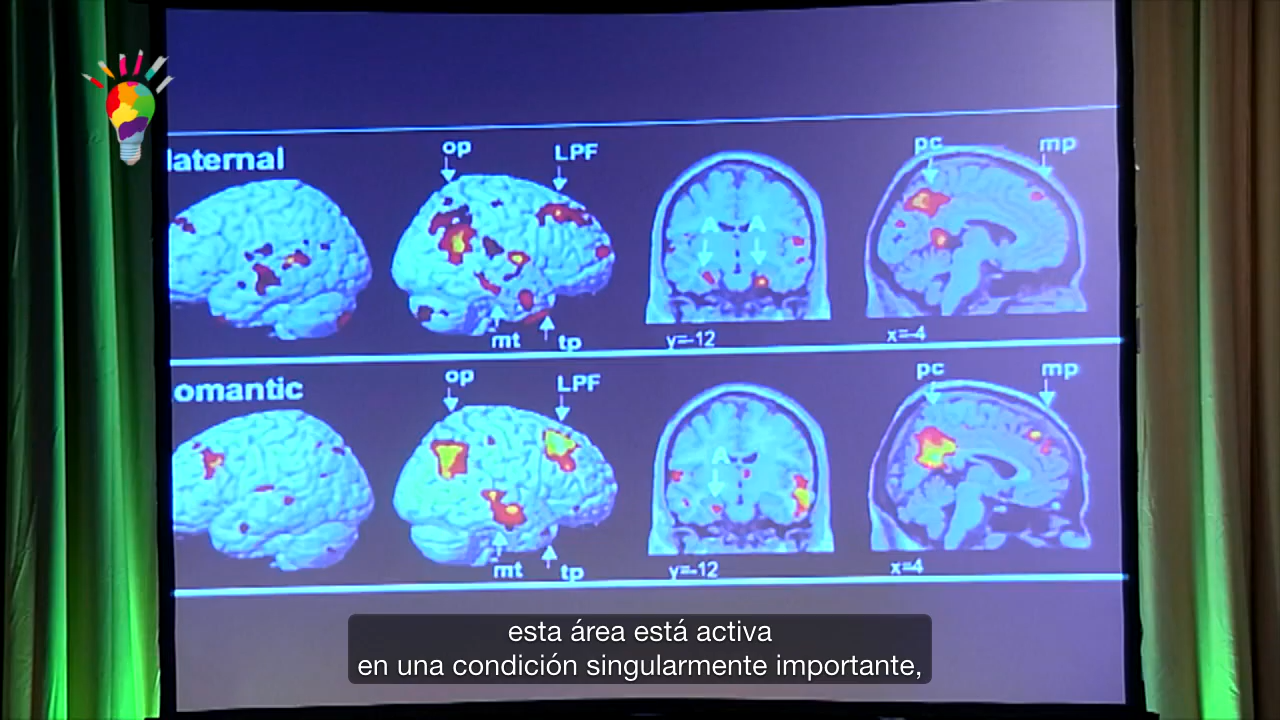 laternal
op
LPF
pc
mp
A
A
mt
tp
y=-12
x=-4
omantic
op
LPF
pc
mp
A
mt
tp
y=-12
x=4
esta área está activa
en una condición singularmente importante,